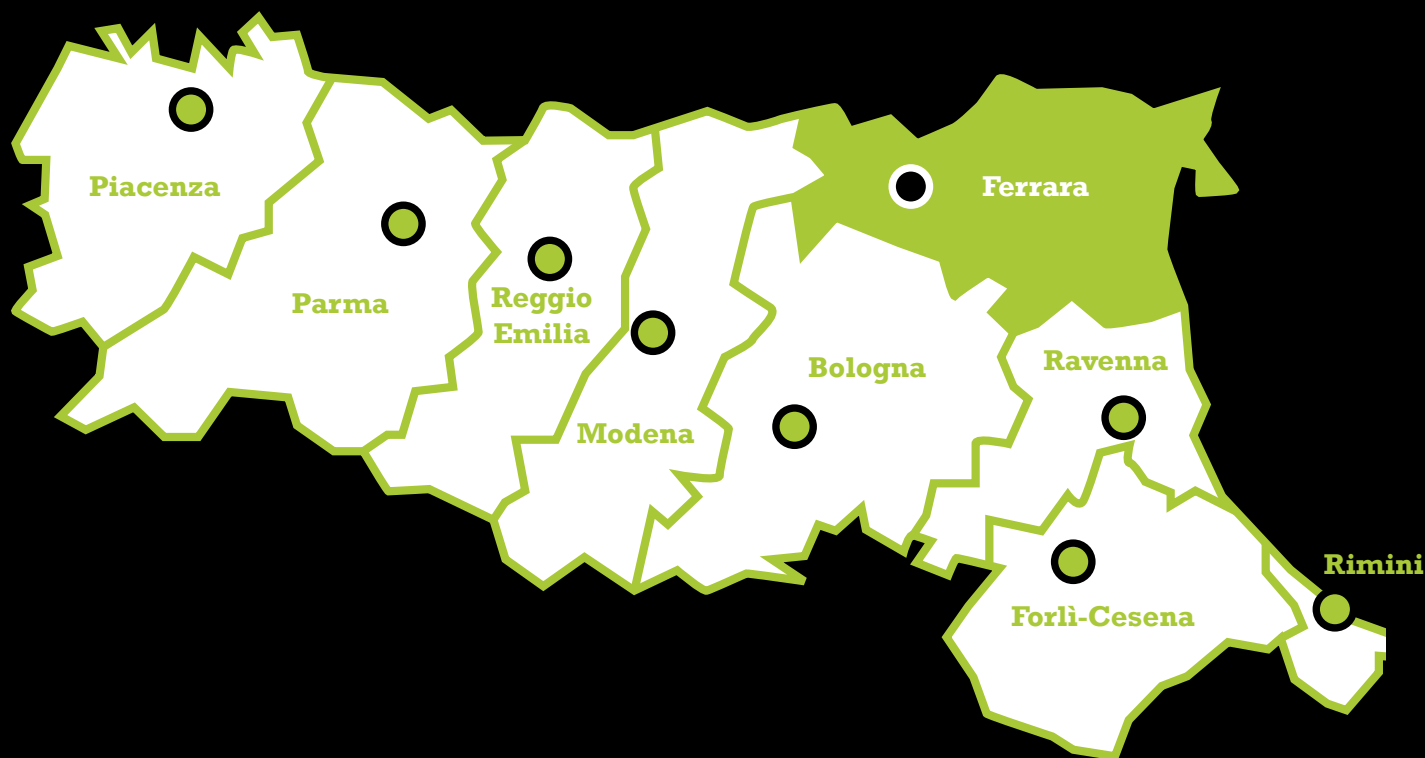 Piacenza
Ferrara
Parma
Reggio
Emilia
Bologna
Ravenna
Modena
Rimini
Forlì-Cesena